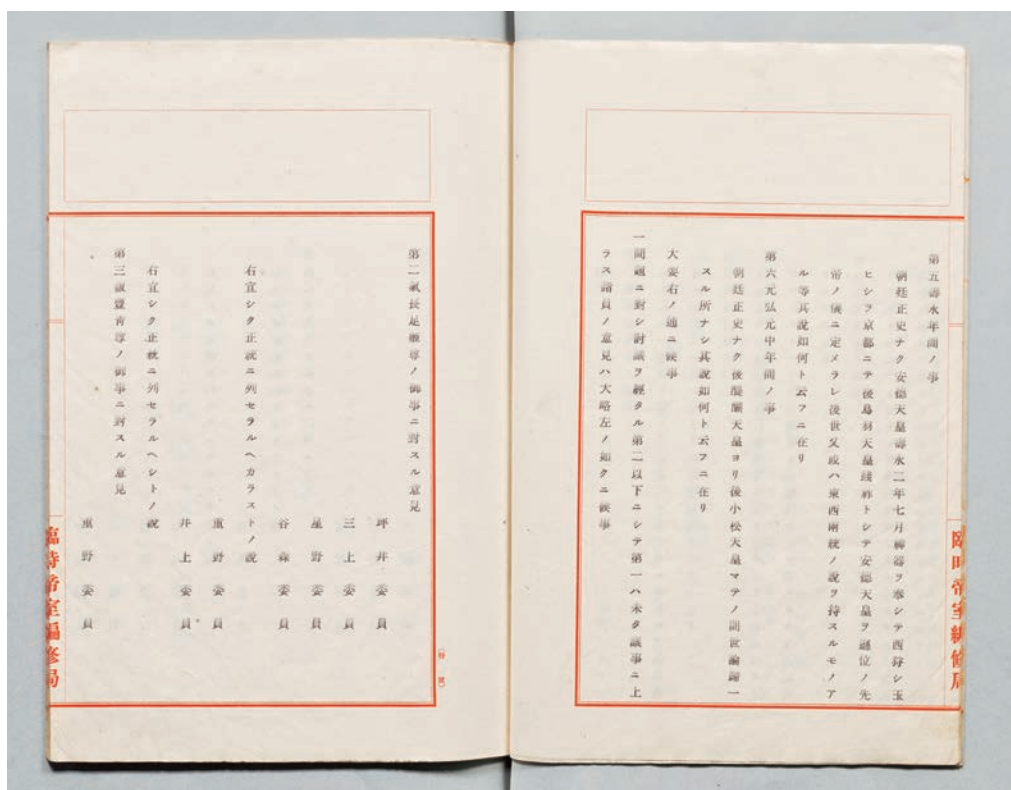 第五壽永年間ノ事
朝廷正史ナク安德天皇壽永二年七月神器ヲ奉シテ西狩シ玉
ヒシヲ京都ニテ後鳥羽天皇踐祚トシテ安德天皇ヲ遜位ノ先
帝ノ儀ニ定メラレ後世又或ハ東西兩統ノ說ヲ持スルモノア
ル等其說如何ト云フニ在リ
第六元弘元中年間ノ事
朝廷正史ナク後醍醐天皇ヨリ後小松天皇マテノ間世論歸一
スル所ナシ其說如何ト云フニ在リ
大要右ノ通ニ候事
一問題ニ對シ討議ヲ經タル第二以下ニシテ第一ハ未タ議事ニ上
ラス諸員ノ意見ハ大略左ノ如クニ候事
臨時帝室編修局
第二氣長足姬尊ノ御事ニ對スル意見
坪井委員
三上委員
星野委員
谷森委員
右宜シク正統ニ列セラルヘカラストノ說
重野委員
井上委員
右宜シク正統ニ列セラルヘシトノ說
第三飯豐靑尊ノ御事ニ對スル意見
重野委員
臨時帝室編修局